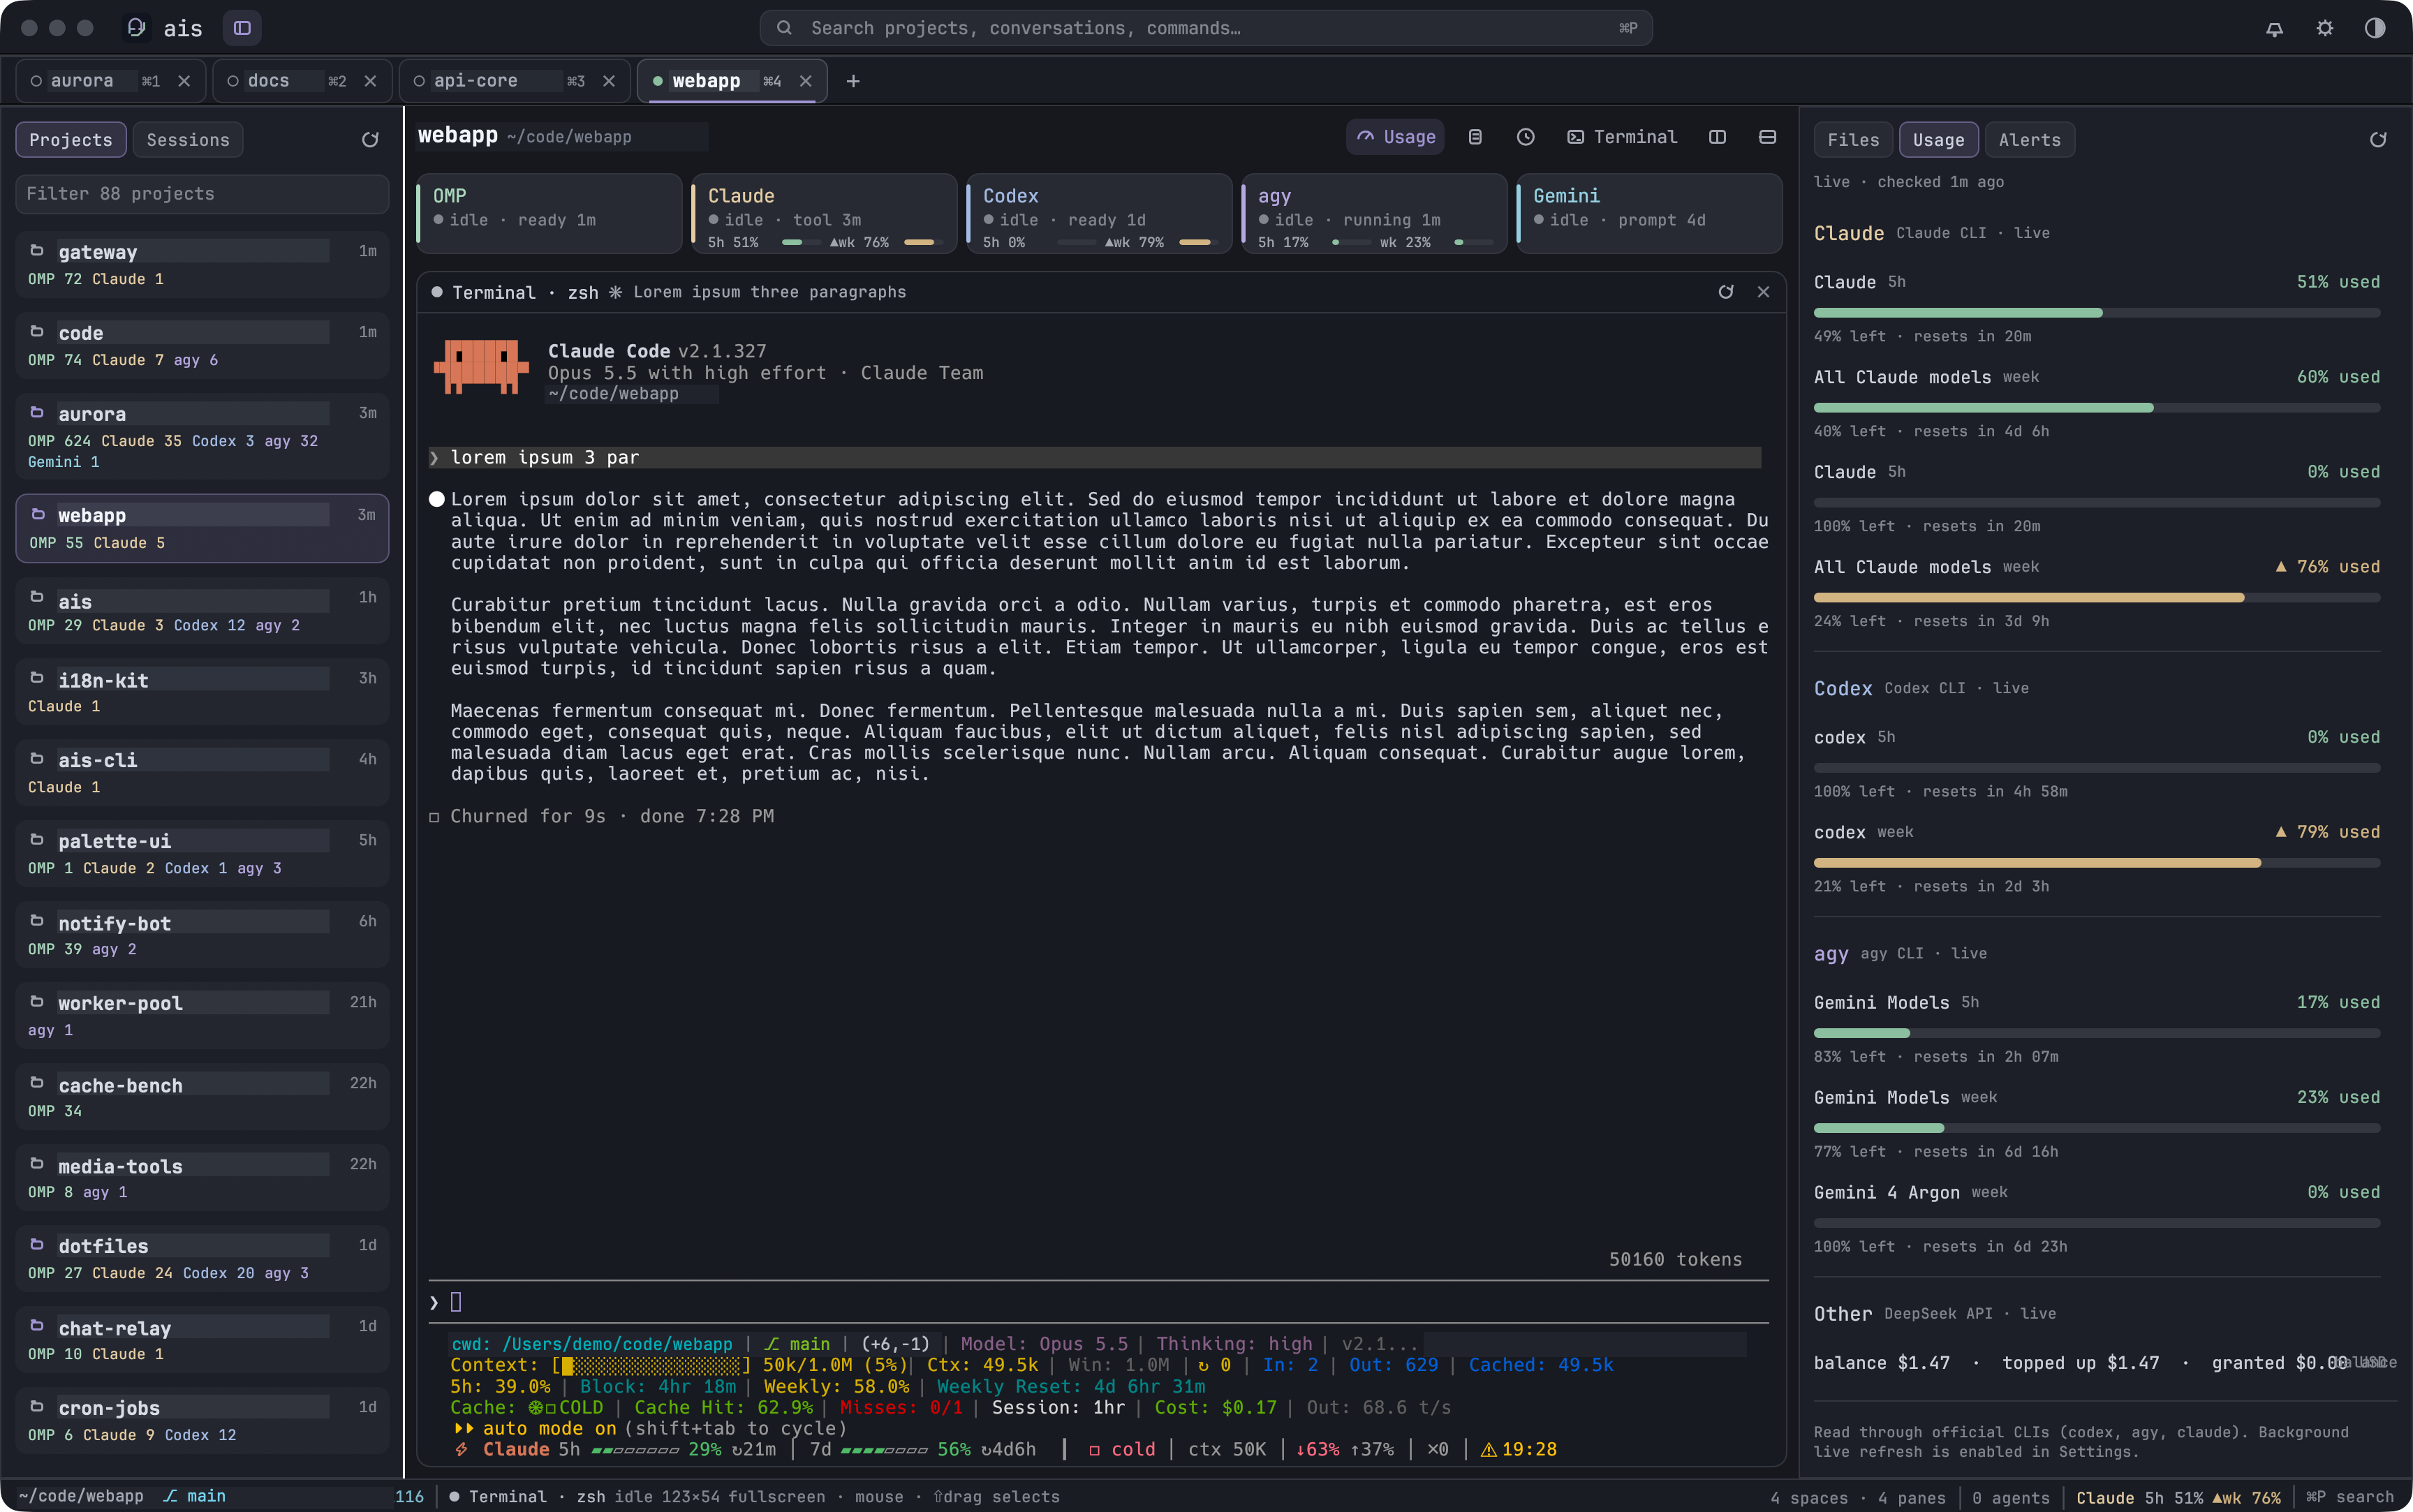 ais
Search projects, conversations, commands… ⌘P
aurora ⌘1 ×
docs ⌘2 ×
api-core ⌘3 ×
webapp ⌘4 ×
+
Projects Sessions
Filter 88 projects
gateway 1m
OMP 72 Claude 1
code 1m
OMP 74 Claude 7 agy 6
aurora 3m
OMP 624 Claude 35 Codex 3 agy 32
Gemini 1
webapp 3m
OMP 55 Claude 5
ais 1h
OMP 29 Claude 3 Codex 12 agy 2
i18n-kit 3h
Claude 1
ais-cli 4h
Claude 1
palette-ui 5h
OMP 1 Claude 2 Codex 1 agy 3
notify-bot 6h
OMP 39 agy 2
worker-pool 21h
agy 1
cache-bench 22h
OMP 34
media-tools 22h
OMP 8 agy 1
dotfiles 1d
OMP 27 Claude 24 Codex 20 agy 3
chat-relay 1d
OMP 10 Claude 1
cron-jobs 1d
OMP 6 Claude 9 Codex 12
webapp ~/code/webapp
Usage Terminal
OMP
idle · ready 1m
Claude
idle · tool 3m
5h 51% ▲wk 76%
Codex
idle · ready 1d
5h 0% ▲wk 79%
agy
idle · running 1m
5h 17% wk 23%
Gemini
idle · prompt 4d
Terminal · zsh ✳ Lorem ipsum three paragraphs
Claude Code v2.1.327
Opus 5.5 with high effort · Claude Team
~/code/webapp
❯ lorem ipsum 3 par
Lorem ipsum dolor sit amet, consectetur adipiscing elit. Sed do eiusmod tempor incididunt ut labore et dolore magna
aliqua. Ut enim ad minim veniam, quis nostrud exercitation ullamco laboris nisi ut aliquip ex ea commodo consequat. Du
aute irure dolor in reprehenderit in voluptate velit esse cillum dolore eu fugiat nulla pariatur. Excepteur sint occae
cupidatat non proident, sunt in culpa qui officia deserunt mollit anim id est laborum.
Curabitur pretium tincidunt lacus. Nulla gravida orci a odio. Nullam varius, turpis et commodo pharetra, est eros
bibendum elit, nec luctus magna felis sollicitudin mauris. Integer in mauris eu nibh euismod gravida. Duis ac tellus e
risus vulputate vehicula. Donec lobortis risus a elit. Etiam tempor. Ut ullamcorper, ligula eu tempor congue, eros est
euismod turpis, id tincidunt sapien risus a quam.
Maecenas fermentum consequat mi. Donec fermentum. Pellentesque malesuada nulla a mi. Duis sapien sem, aliquet nec,
commodo eget, consequat quis, neque. Aliquam faucibus, elit ut dictum aliquet, felis nisl adipiscing sapien, sed
malesuada diam lacus eget erat. Cras mollis scelerisque nunc. Nullam arcu. Aliquam consequat. Curabitur augue lorem,
dapibus quis, laoreet et, pretium ac, nisi.
Churned for 9s · done 7:28 PM
50160 tokens
❯
cwd: /Users/demo/code/webapp | ⎇ main | (+6,-1) | Model: Opus 5.5 | Thinking: high | v2.1...
Context: [█░░░░░░░░░░░░░░░] 50k/1.0M (5%) | Ctx: 49.5k | Win: 1.0M | ↻ 0 | In: 2 | Out: 629 | Cached: 49.5k
5h: 39.0% | Block: 4hr 18m | Weekly: 58.0% | Weekly Reset: 4d 6hr 31m
Cache: COLD | Cache Hit: 62.9% | Misses: 0/1 | Session: 1hr | Cost: $0.17 | Out: 68.6 t/s
⏵⏵ auto mode on (shift+tab to cycle)
Claude 5h ▰▰▱▱▱▱▱▱ 29% ↻21m | 7d ▰▰▰▰▱▱▱▱ 56% ↻4d6h | cold | ctx 50K | ↓63% ↑37% | ×0 | ⚠19:28
Files Usage Alerts
live · checked 1m ago
Claude Claude CLI · live
Claude 5h 51% used
49% left · resets in 20m
All Claude models week 60% used
40% left · resets in 4d 6h
Claude 5h 0% used
100% left · resets in 20m
All Claude models week ▲ 76% used
24% left · resets in 3d 9h
Codex Codex CLI · live
codex 5h 0% used
100% left · resets in 4h 58m
codex week ▲ 79% used
21% left · resets in 2d 3h
agy agy CLI · live
Gemini Models 5h 17% used
83% left · resets in 2h 07m
Gemini Models week 23% used
77% left · resets in 6d 16h
Gemini 4 Argon week 0% used
100% left · resets in 6d 23h
Other DeepSeek API · live
balance $1.47 · topped up $1.47 · granted $0.00
Read through official CLIs (codex, agy, claude). Background
live refresh is enabled in Settings.
~/code/webapp ⎇ main 116 | Terminal · zsh idle 123×54 fullscreen · mouse · ⇧drag selects
4 spaces · 4 panes | 0 agents | Claude 5h 51% ▲wk 76% | ⌘P search